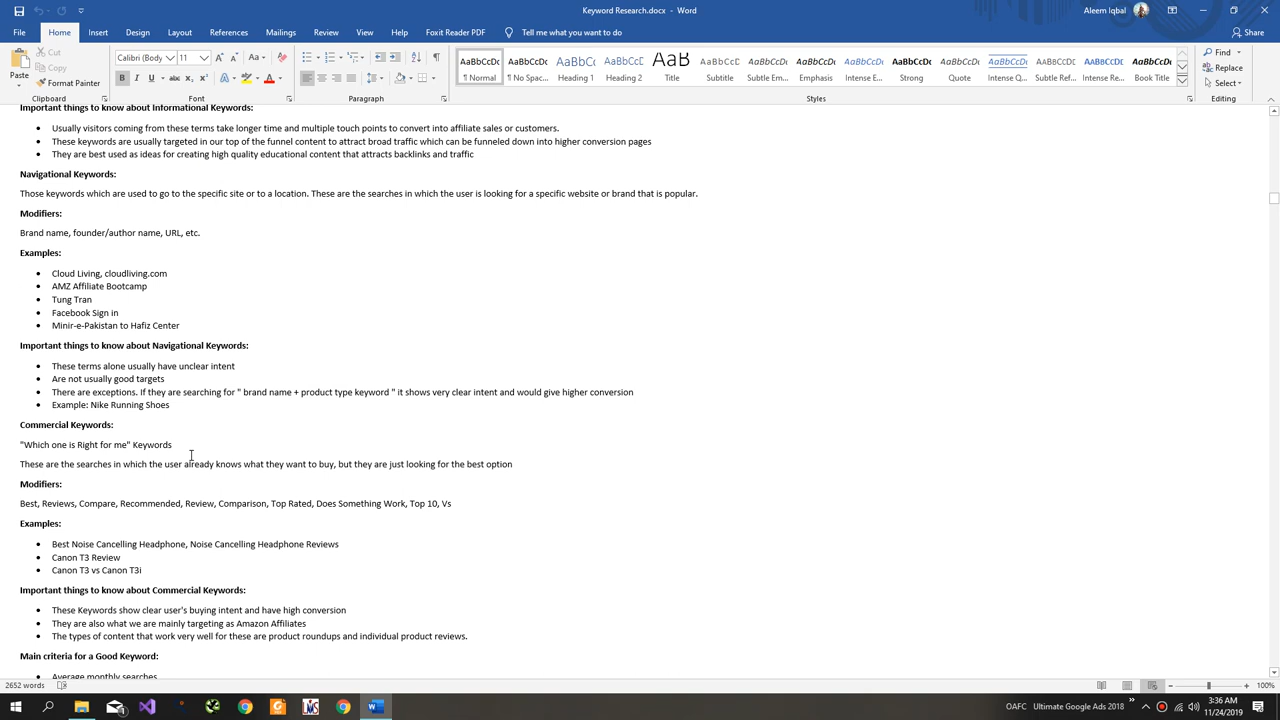 Keyword Research.docx - Word
Aleem Iqbal
File Home Insert Design Layout References Mailings Review View Help Foxit Reader PDF Tell me what you want to do Share
Paste
Cut
Copy
Format Painter
Clipboard
Calibri (Body 11
Font
Paragraph
AaBbCcDc AaBbCcDc AaBbCc AaBbCcD AaB AaBbCcD AaBbCcDc AaBbCcDc AaBbCcDc AaBbCcDc AaBbCcDc AaBbCcDc AaBbCcDc AaBbCcDc AaBbCcDc
¶ Normal ¶ No Spac... Heading 1 Heading 2 Title Subtitle Subtle Em... Emphasis Intense E... Strong Quote Intense Q... Subtle Ref... Intense Re... Book Title
Styles
Find
Replace
Select
Editing
Important things to know about Informational Keywords:
• Usually visitors coming from these terms take longer time and multiple touch points to convert into affiliate sales or customers.
• These keywords are usually targeted in our top of the funnel content to attract broad traffic which can be funneled down into higher conversion pages
• They are best used as ideas for creating high quality educational content that attracts backlinks and traffic
Navigational Keywords:
Those keywords which are used to go to the specific site or to a location. These are the searches in which the user is looking for a specific website or brand that is popular.
Modifiers:
Brand name, founder/author name, URL, etc.
Examples:
• Cloud Living, cloudliving.com
• AMZ Affiliate Bootcamp
• Tung Tran
• Facebook Sign in
• Minir-e-Pakistan to Hafiz Center
Important things to know about Navigational Keywords:
• These terms alone usually have unclear intent
• Are not usually good targets
• There are exceptions. If they are searching for " brand name + product type keyword " it shows very clear intent and would give higher conversion
• Example: Nike Running Shoes
Commercial Keywords:
"Which one is Right for me" Keywords
These are the searches in which the user already knows what they want to buy, but they are just looking for the best option
Modifiers:
Best, Reviews, Compare, Recommended, Review, Comparison, Top Rated, Does Something Work, Top 10, Vs
Examples:
• Best Noise Cancelling Headphone, Noise Cancelling Headphone Reviews
• Canon T3 Review
• Canon T3 vs Canon T3i
Important things to know about Commercial Keywords:
• These Keywords show clear user's buying intent and have high conversion
• They are also what we are mainly targeting as Amazon Affiliates
• The types of content that work very well for these are product roundups and individual product reviews.
Main criteria for a Good Keyword:
• Average monthly searches
2652 words
100%
OAFC Ultimate Google Ads 2018
3:36 AM
11/24/2019